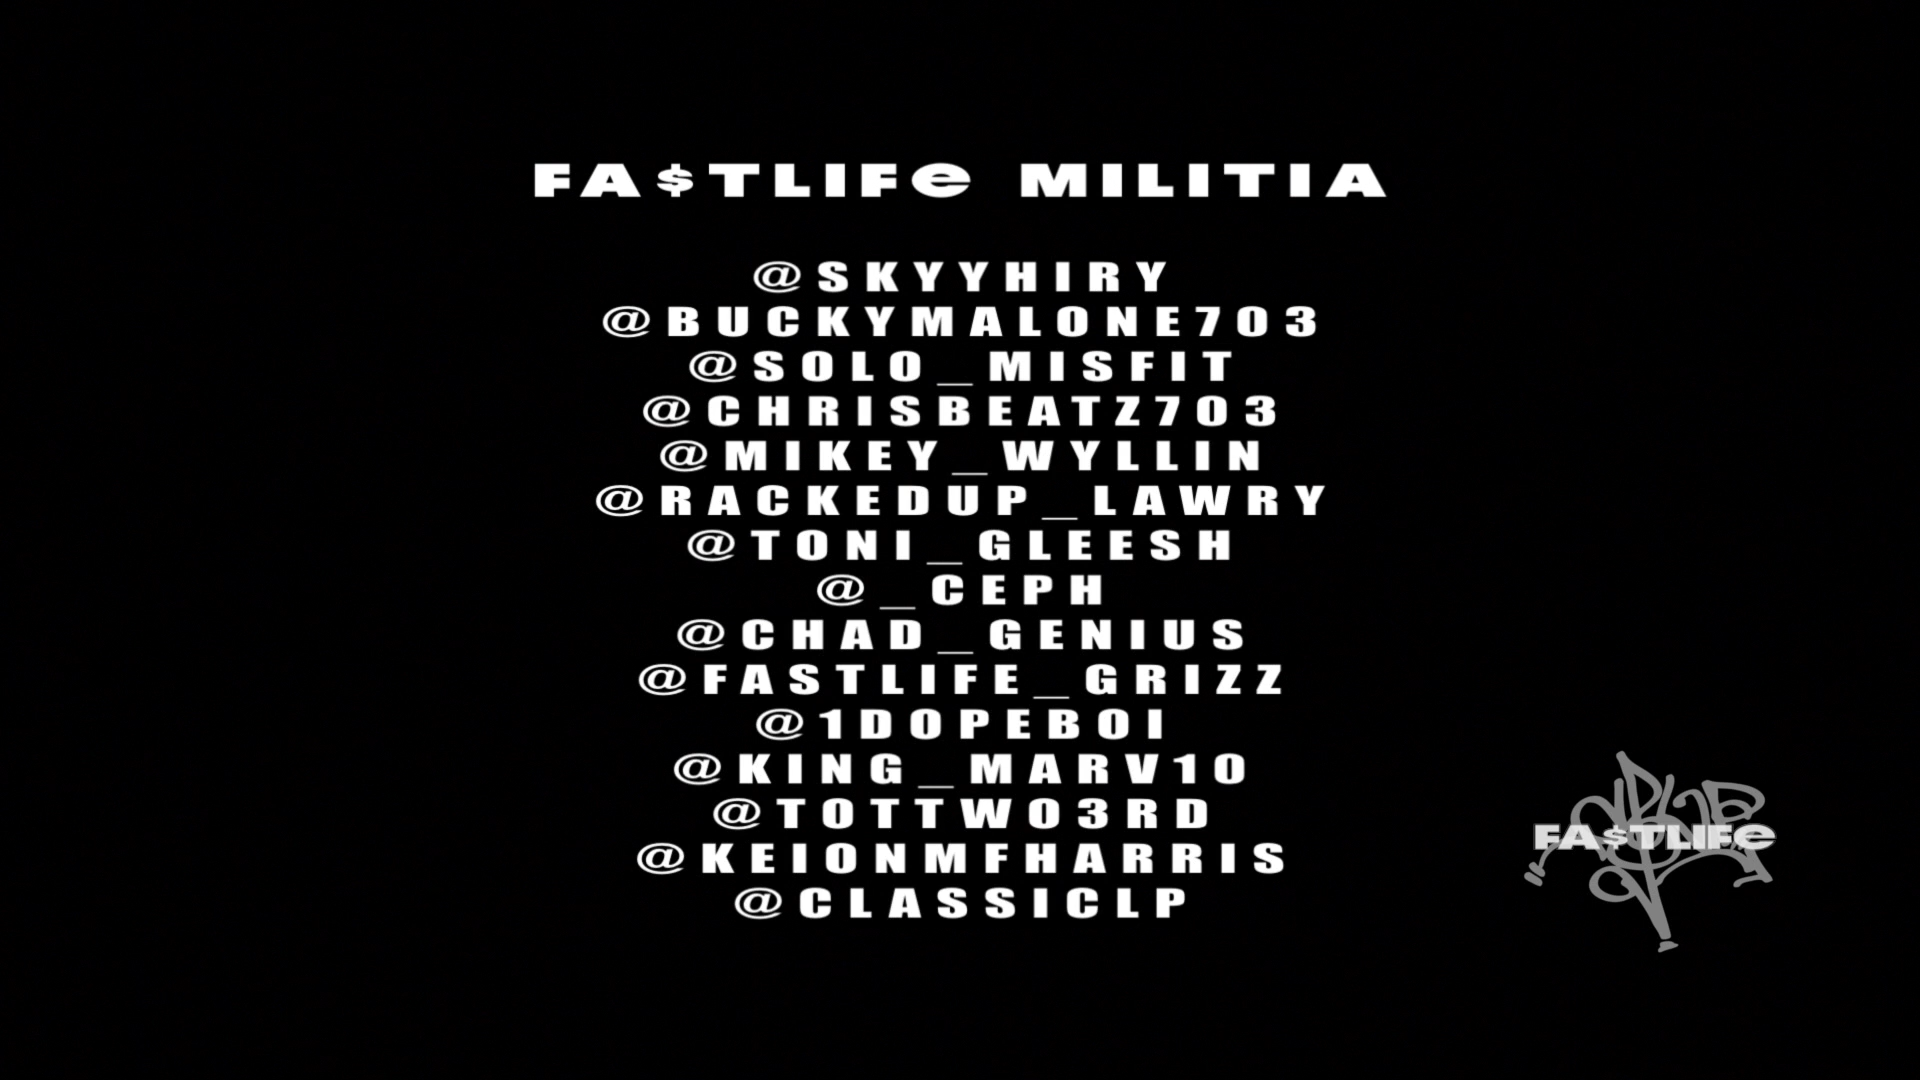 FA$TLIFe MILITIA
@SKYYHIRY
@BUCKYMALONE703
@SOLO_MISFIT
@CHRISBEATZ703
@MIKEY_WYLLIN
@RACKEDUP_LAWRY
@TONI_GLEESH
@_CEPH
@CHAD_GENIUS
@FASTLIFE_GRIZZ
@1DOPEBOI
@KING_MARV10
@TOTTWO3RD
@KEIONMFHARRIS
@CLASSICLP
FA$TLIFe